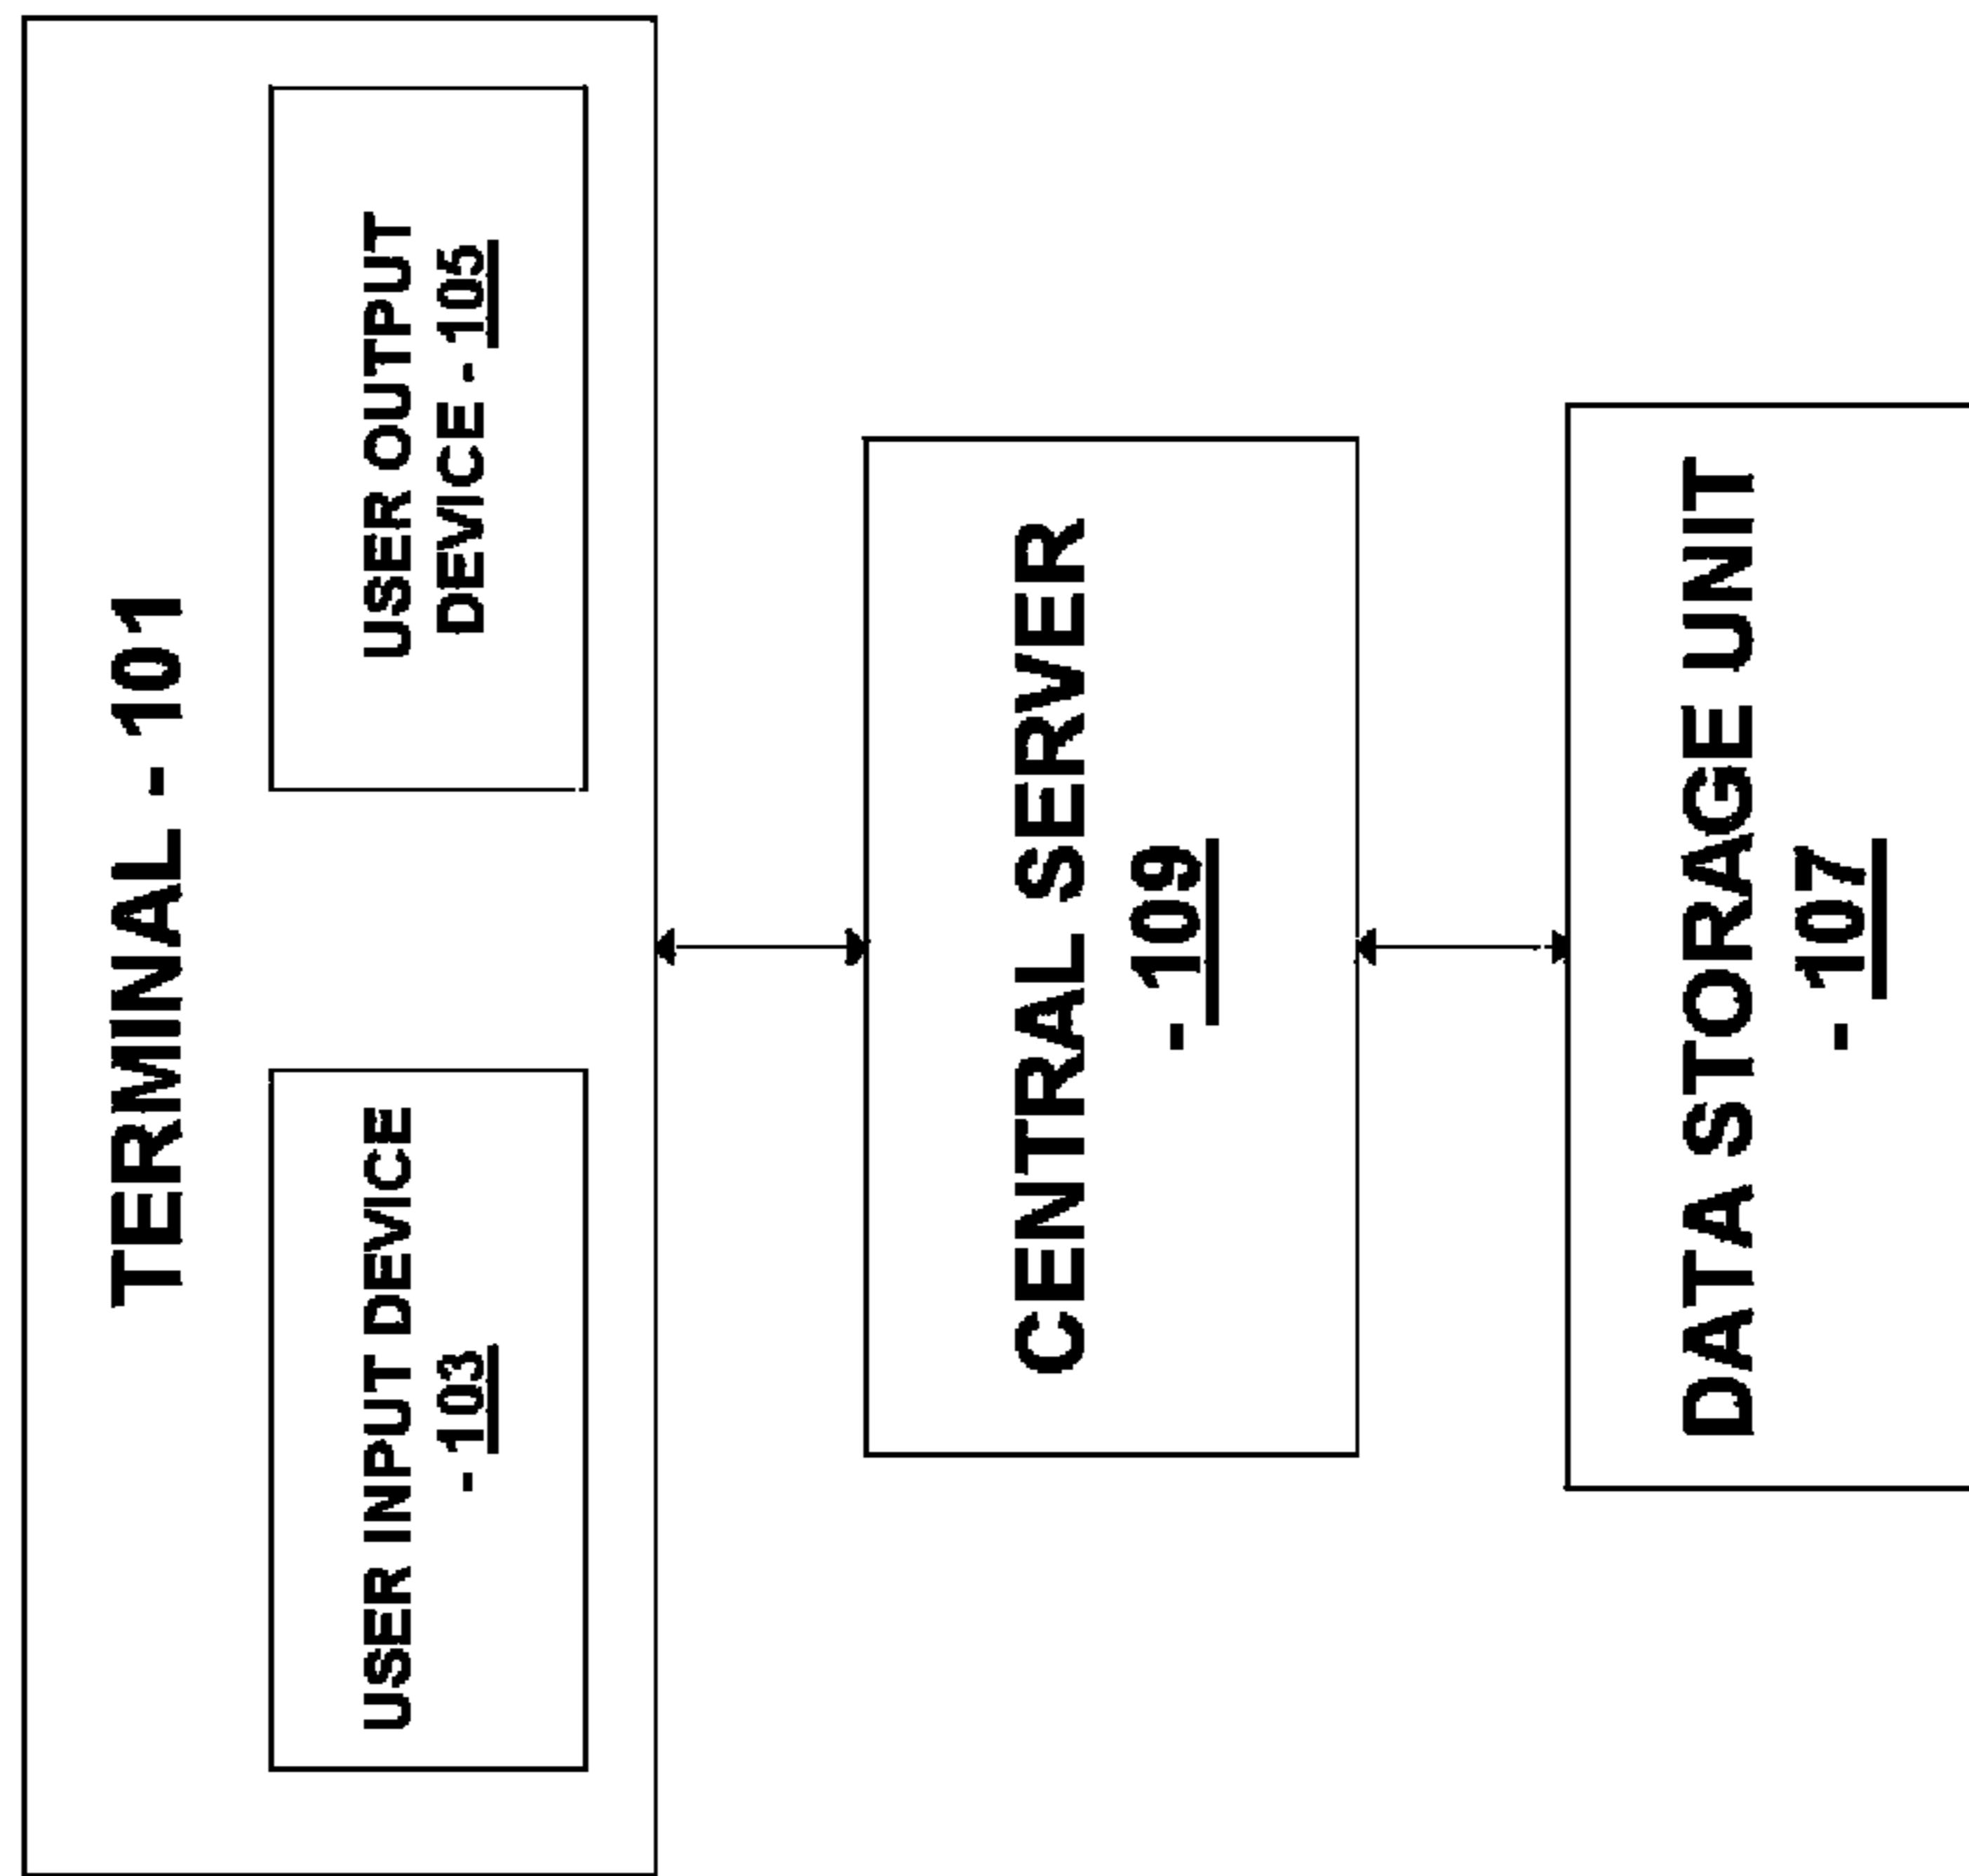 TERMINAL - 101
USER INPUT DEVICE
- 103
USER OUTPUT
DEVICE - 105
CENTRAL SERVER
- 109
DATA STORAGE UNIT
- 107